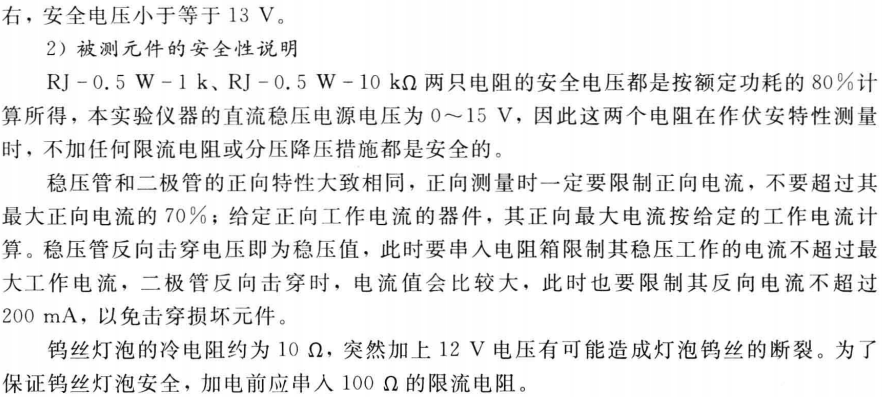 右，安全电压小于等于 13 V。
2）被测元件的安全性说明
RJ－0.5 W－1 k、RJ－0.5 W－10 kΩ 两只电阻的安全电压都是按额定功耗的 80％计
算所得，本实验仪器的直流稳压电源电压为 0～15 V，因此这两个电阻在作伏安特性测量
时，不加任何限流电阻或分压降压措施都是安全的。
稳压管和二极管的正向特性大致相同，正向测量时一定要限制正向电流，不要超过其
最大正向电流的 70％；给定正向工作电流的器件，其正向最大电流按给定的工作电流计
算。稳压管反向击穿电压即为稳压值，此时要串入电阻箱限制其稳压工作的电流不超过最
大工作电流，二极管反向击穿时，电流值会比较大，此时也要限制其反向电流不超过
200 mA，以免击穿损坏元件。
钨丝灯泡的冷电阻约为 10 Ω，突然加上 12 V 电压有可能造成灯泡钨丝的断裂。为了
保证钨丝灯泡安全，加电前应串入 100 Ω 的限流电阻。